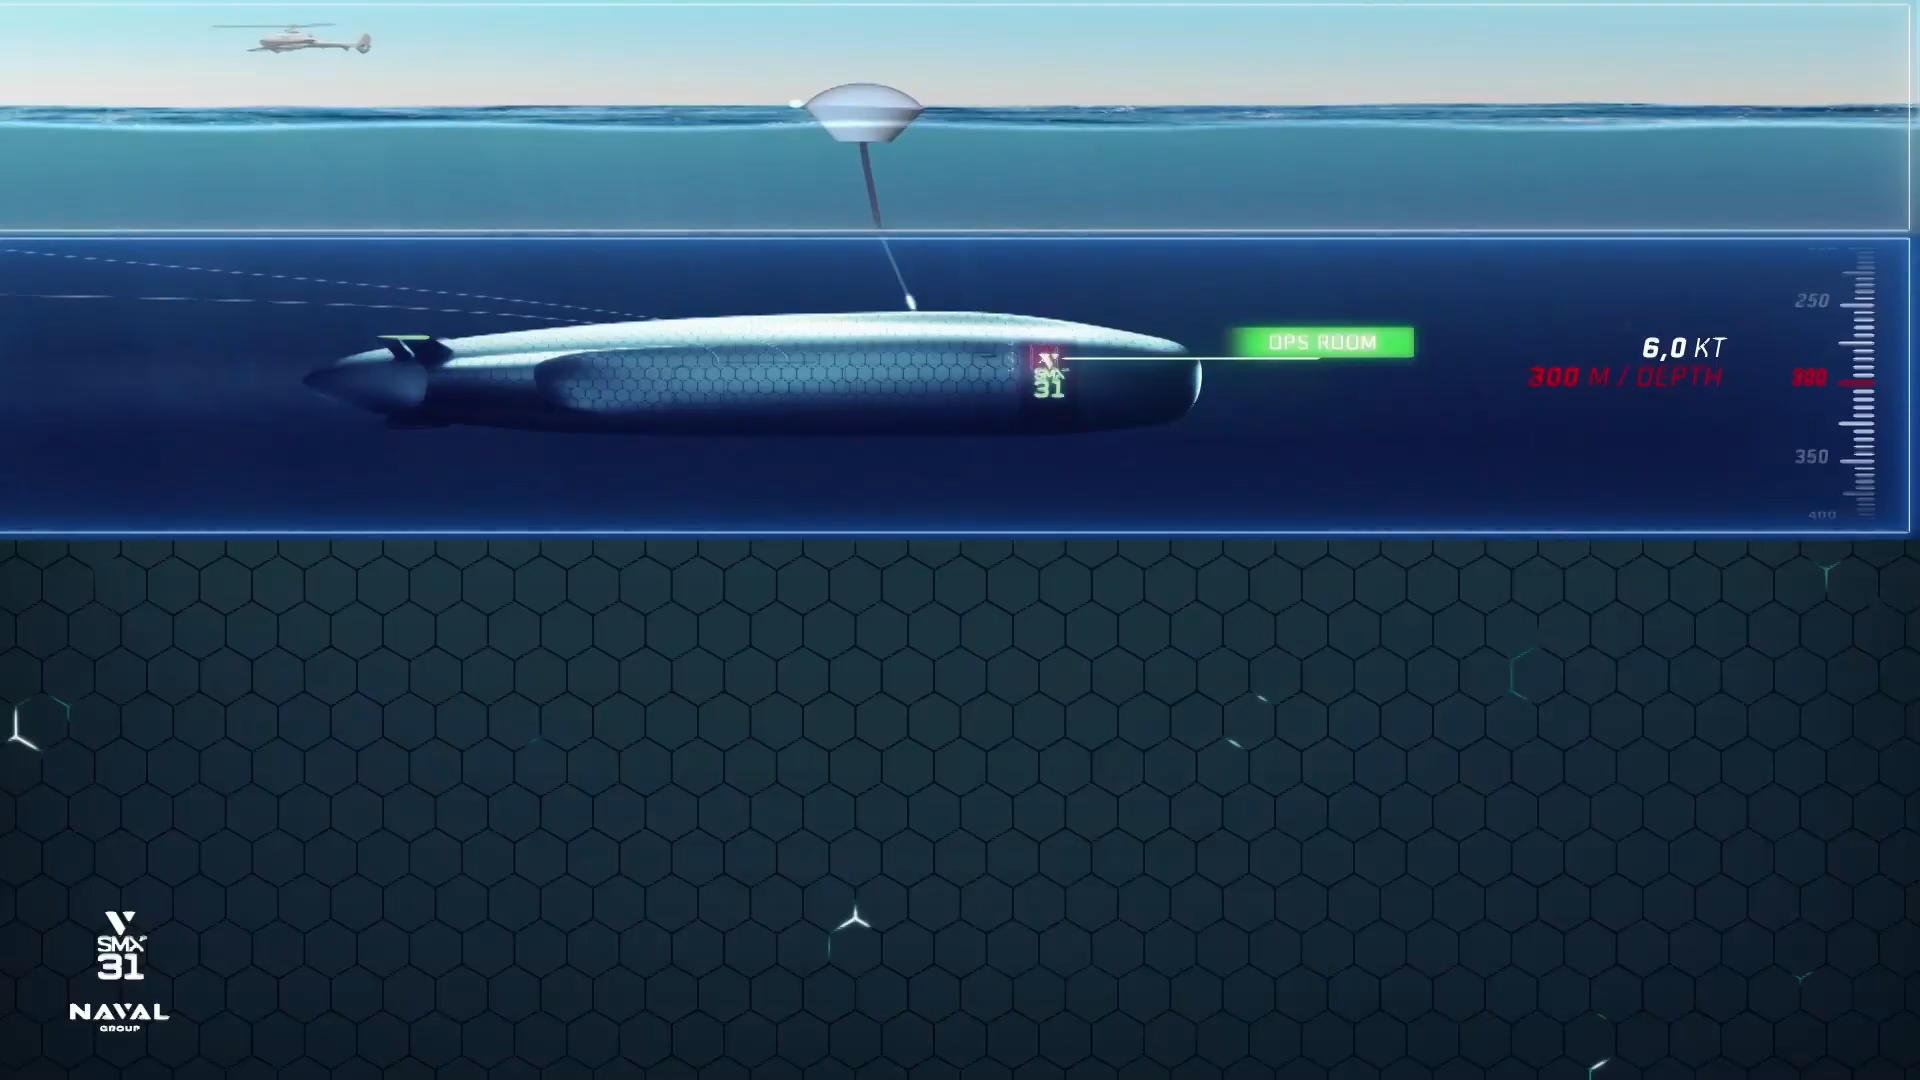 250
OPS ROOM
6,0 KT
300 M / DEPTH
300
SMX
31
350
400
SMX
31
NAVAL
GROUP